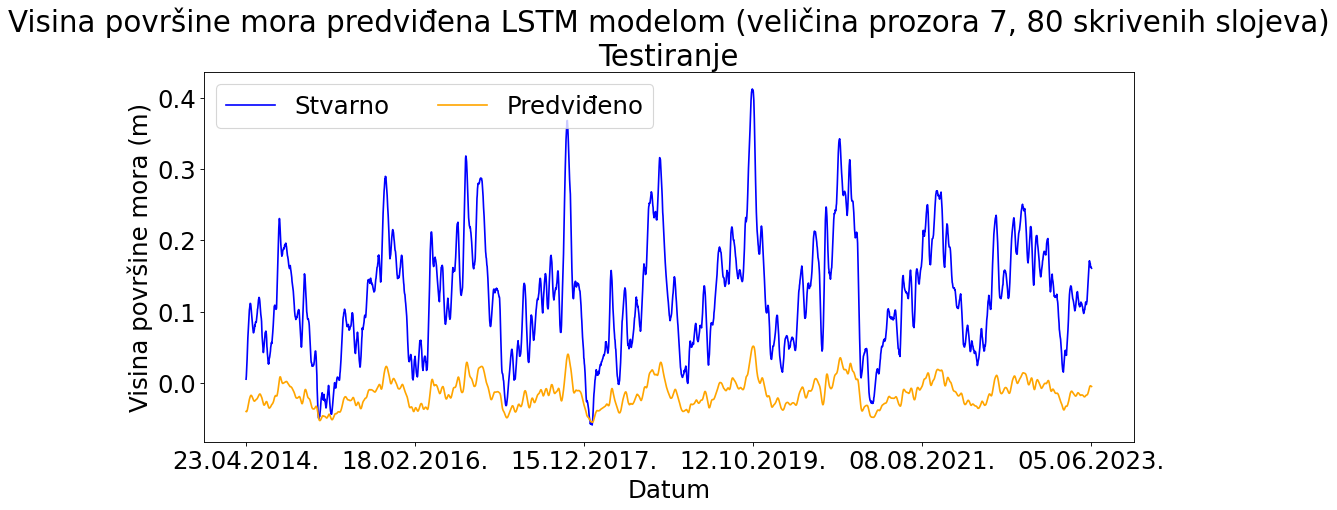 Visina površine mora predviđena LSTM modelom (veličina prozora 7, 80 skrivenih slojeva)
Testiranje
Stvarno Predviđeno
Visina površine mora (m)
0.4
0.3
0.2
0.1
0.0
23.04.2014. 18.02.2016. 15.12.2017. 12.10.2019. 08.08.2021. 05.06.2023.
Datum